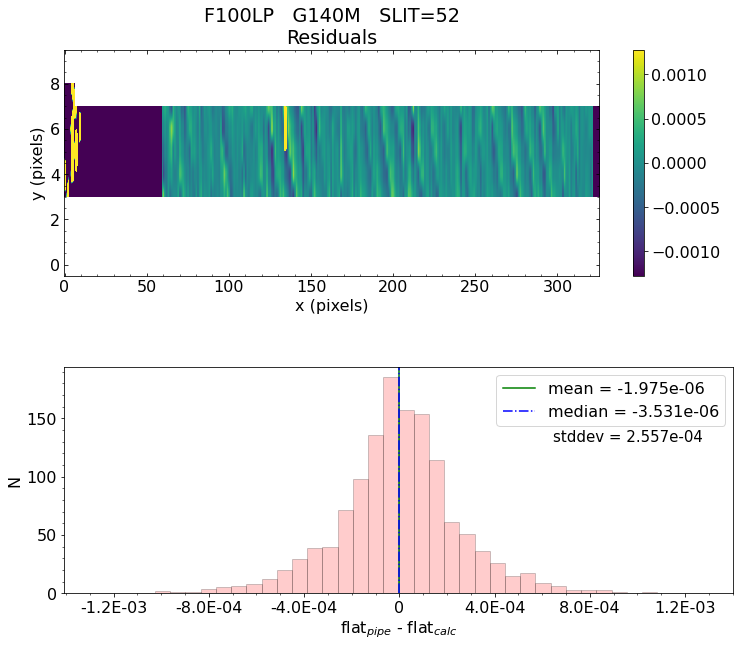 F100LP   G140M   SLIT=52
Residuals
y (pixels)
8
6
4
2
0
0 50 100 150 200 250 300
x (pixels)
0.0010
0.0005
0.0000
−0.0005
−0.0010
N
150
100
50
0
mean = -1.975e-06
median = -3.531e-06
stddev = 2.557e-04
-1.2E-03 -8.0E-04 -4.0E-04 0 4.0E-04 8.0E-04 1.2E-03
flat_pipe - flat_calc